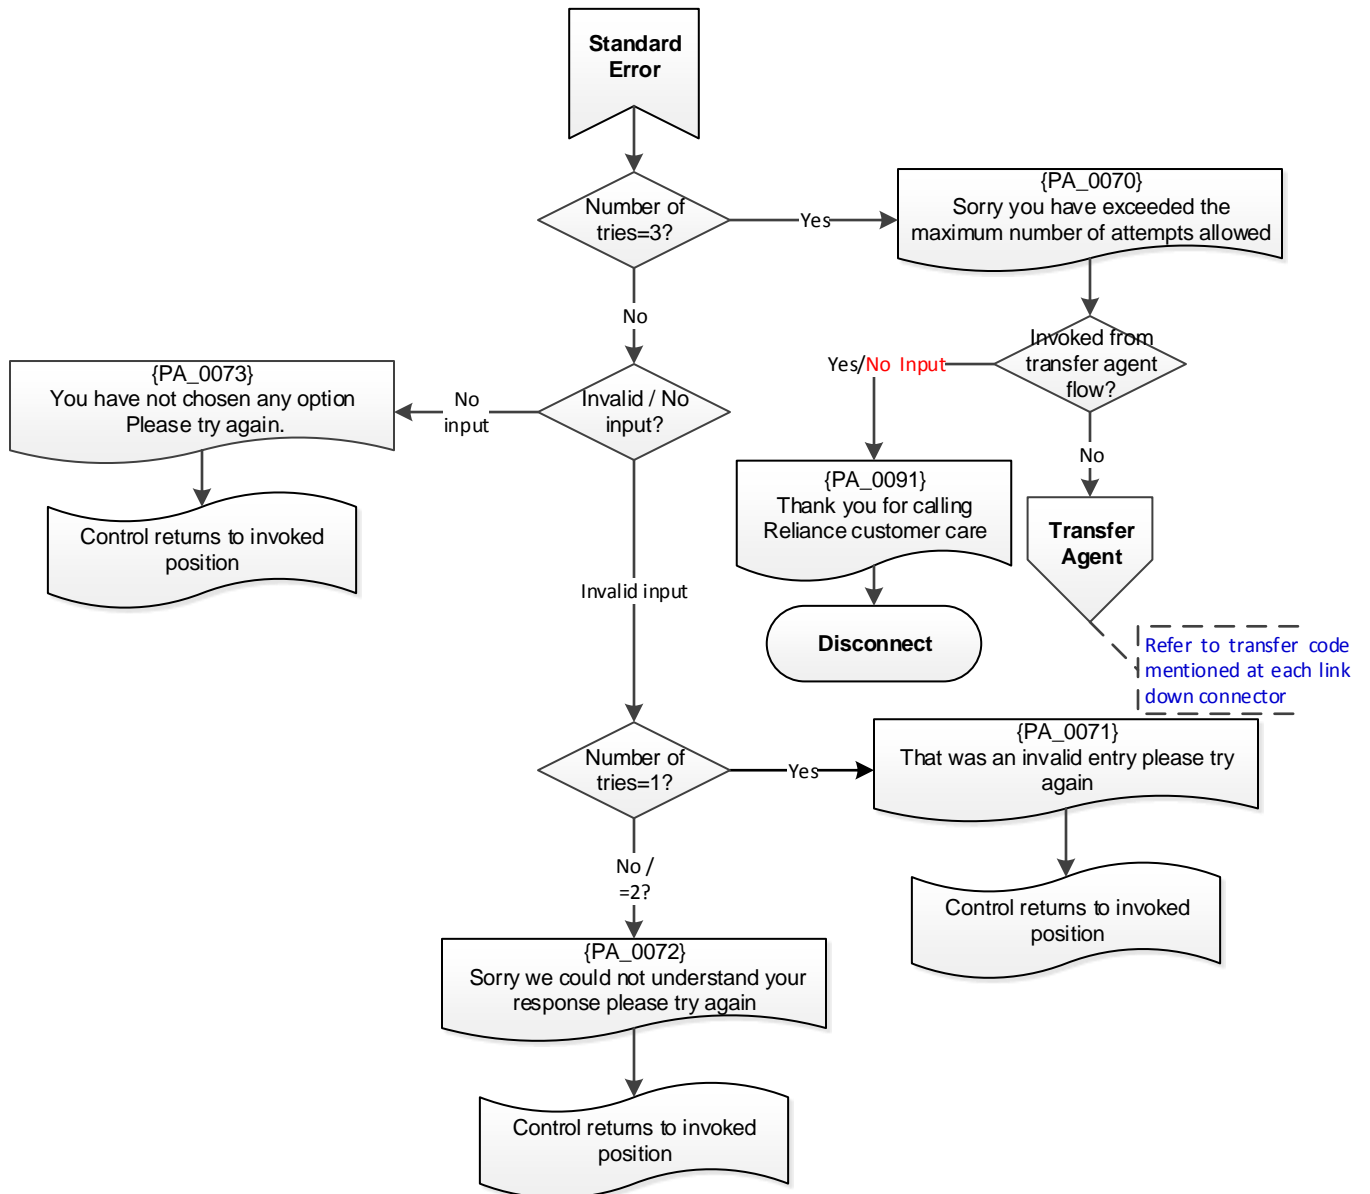 Standard
Error
Number of
tries=3?
Yes
{PA_0070}
Sorry you have exceeded the
maximum number of attempts allowed
No
Invoked from
transfer agent
flow?
Yes/No Input
No
{PA_0073}
You have not chosen any option
Please try again.
No
input
Invalid / No
input?
Control returns to invoked
position
{PA_0091}
Thank you for calling
Reliance customer care
Transfer
Agent
Invalid input
Disconnect
Refer to transfer code
mentioned at each link
down connector
Number of
tries=1?
Yes
{PA_0071}
That was an invalid entry please try
again
No /
=2?
Control returns to invoked
position
{PA_0072}
Sorry we could not understand your
response please try again
Control returns to invoked
position